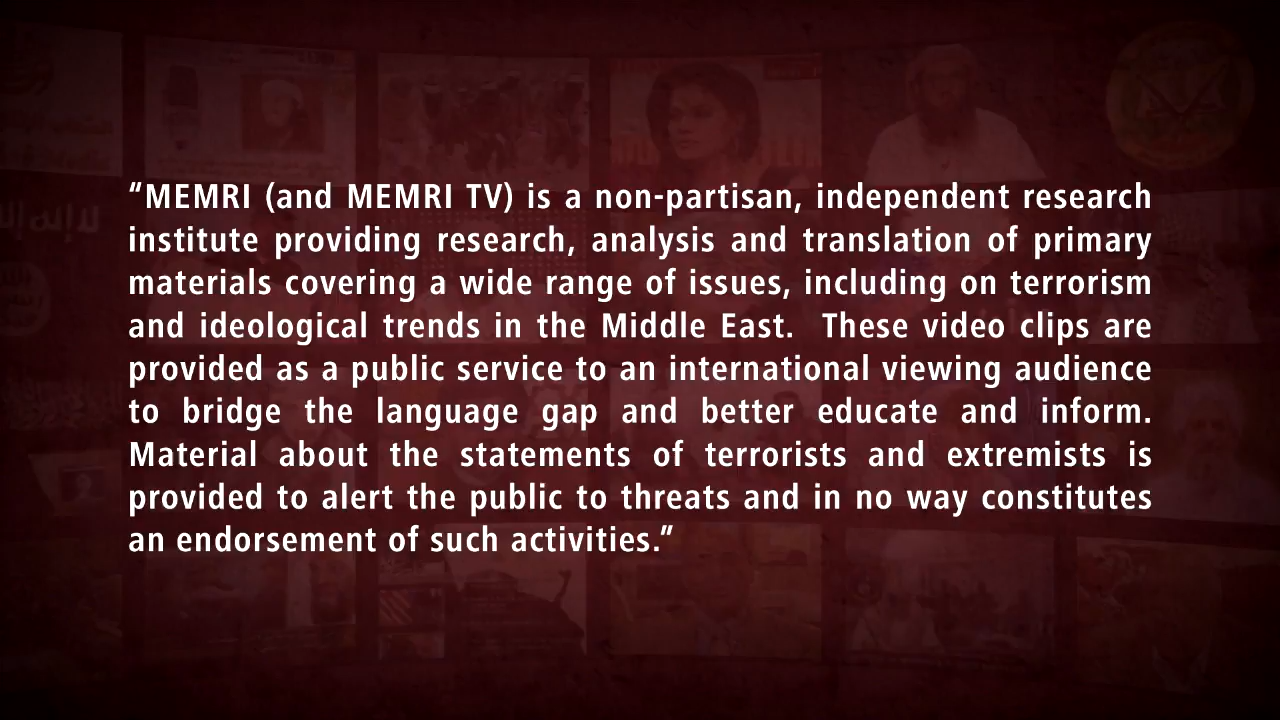 “MEMRI (and MEMRI TV) is a non-partisan, independent research
institute providing research, analysis and translation of primary
materials covering a wide range of issues, including on terrorism
and ideological trends in the Middle East.  These video clips are
provided as a public service to an international viewing audience
to bridge the language gap and better educate and inform.
Material about the statements of terrorists and extremists is
provided to alert the public to threats and in no way constitutes
an endorsement of such activities.”